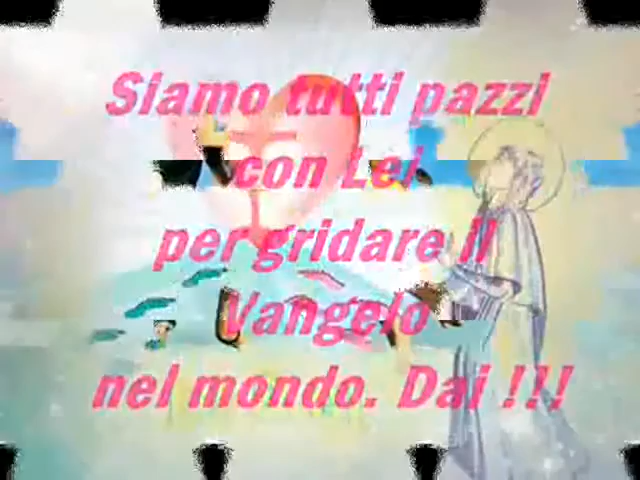 Siamo tutti pazzi
con Lei
per gridare il
Vangelo
nel mondo. Dai !!!